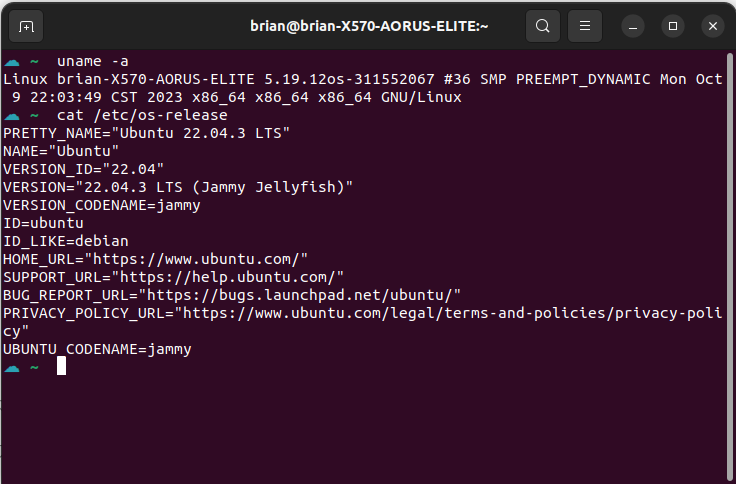 brian@brian-X570-AORUS-ELITE:~
~ uname -a
Linux brian-X570-AORUS-ELITE 5.19.12os-311552067 #36 SMP PREEMPT_DYNAMIC Mon Oct
 9 22:03:49 CST 2023 x86_64 x86_64 x86_64 GNU/Linux
~ cat /etc/os-release
PRETTY_NAME="Ubuntu 22.04.3 LTS"
NAME="Ubuntu"
VERSION_ID="22.04"
VERSION="22.04.3 LTS (Jammy Jellyfish)"
VERSION_CODENAME=jammy
ID=ubuntu
ID_LIKE=debian
HOME_URL="https://www.ubuntu.com/"
SUPPORT_URL="https://help.ubuntu.com/"
BUG_REPORT_URL="https://bugs.launchpad.net/ubuntu/"
PRIVACY_POLICY_URL="https://www.ubuntu.com/legal/terms-and-policies/privacy-poli
cy"
UBUNTU_CODENAME=jammy
~